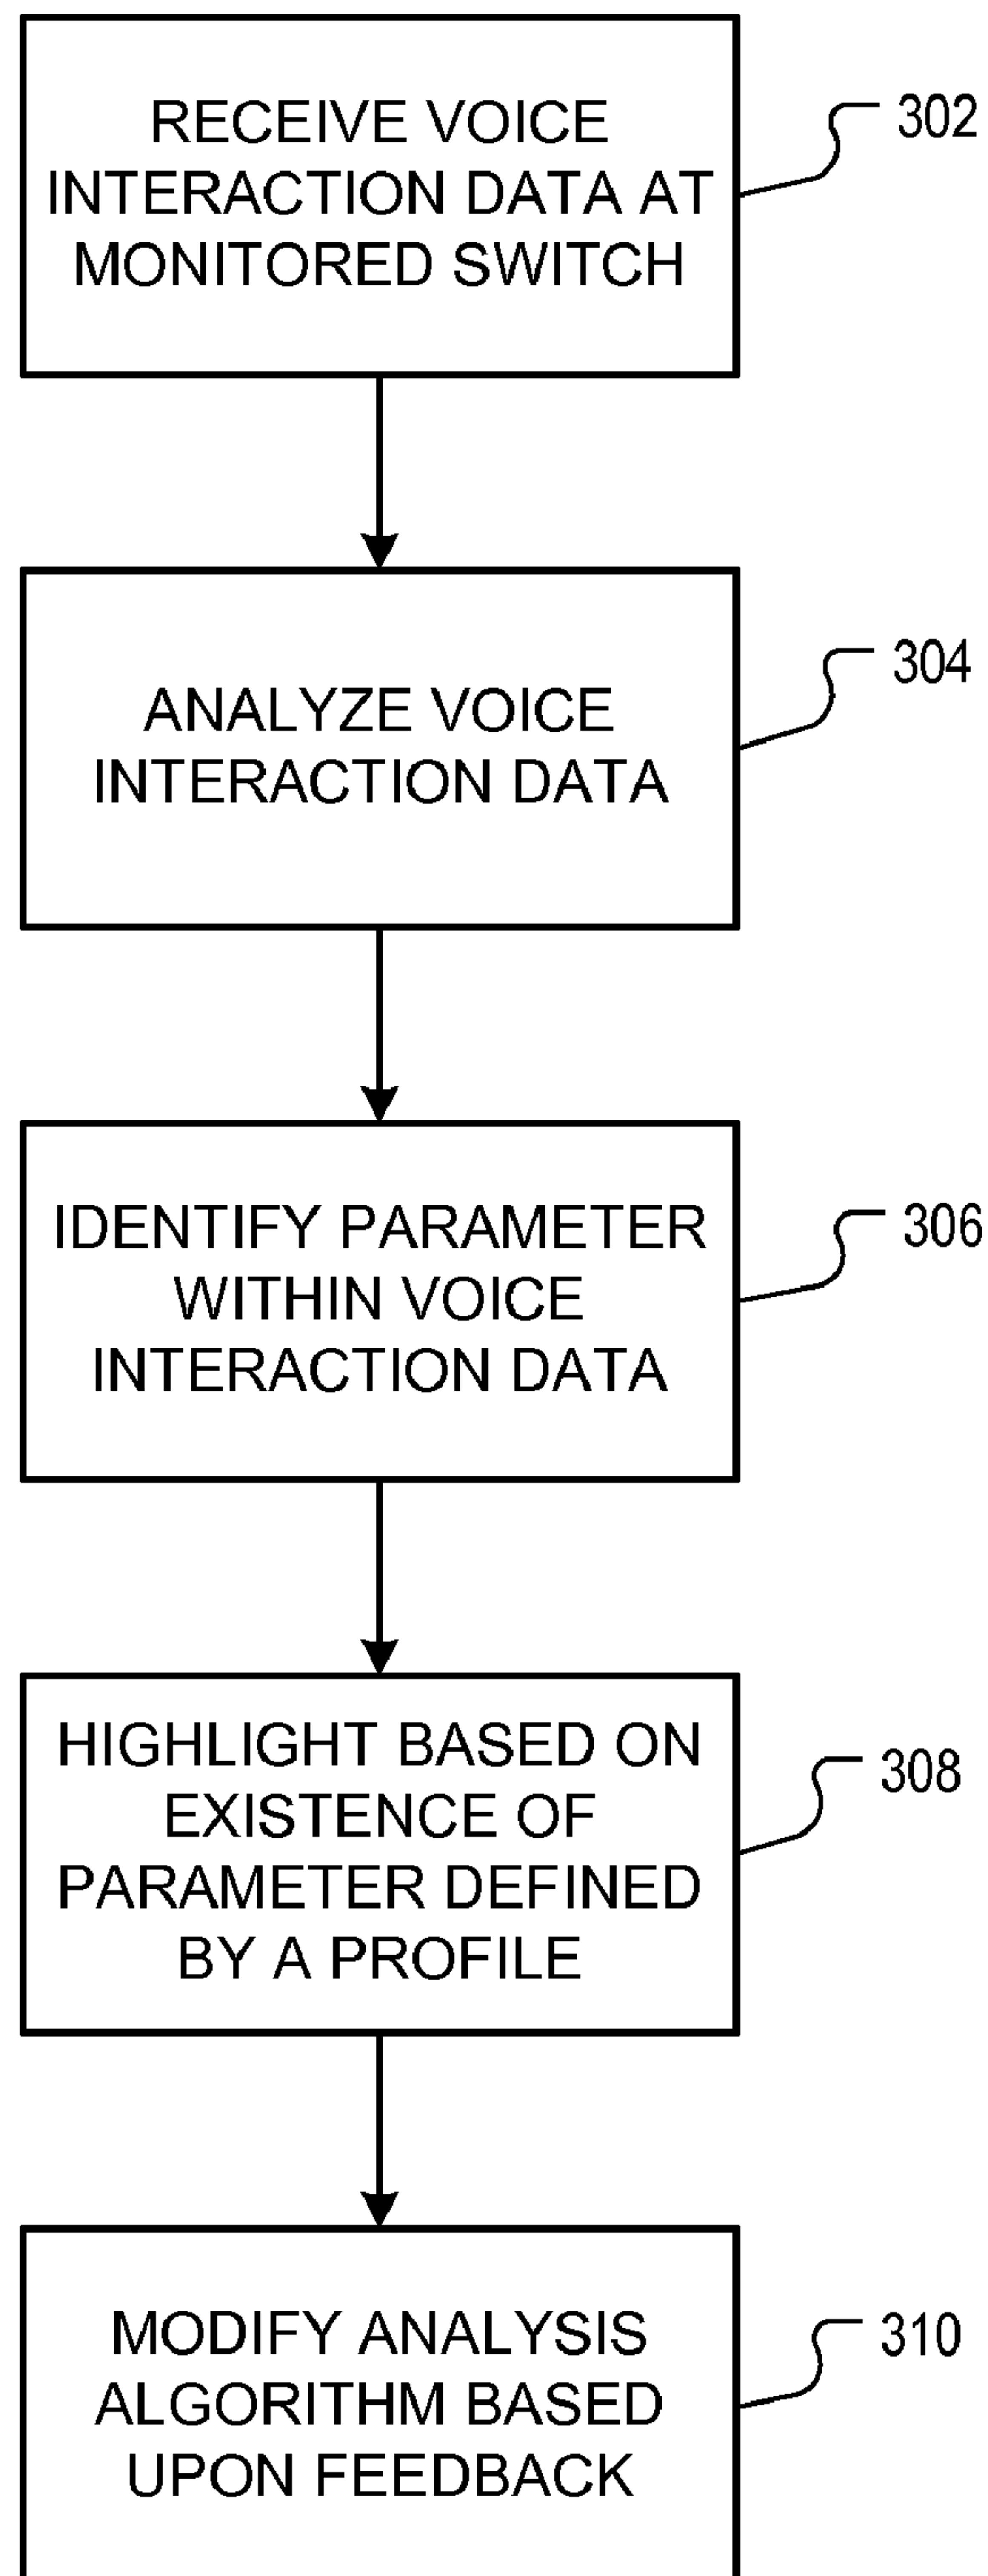 RECEIVE VOICE
INTERACTION DATA AT
MONITORED SWITCH
302
ANALYZE VOICE
INTERACTION DATA
304
IDENTIFY PARAMETER
WITHIN VOICE
INTERACTION DATA
306
HIGHLIGHT BASED ON
EXISTENCE OF
PARAMETER DEFINED
BY A PROFILE
308
MODIFY ANALYSIS
ALGORITHM BASED
UPON FEEDBACK
310